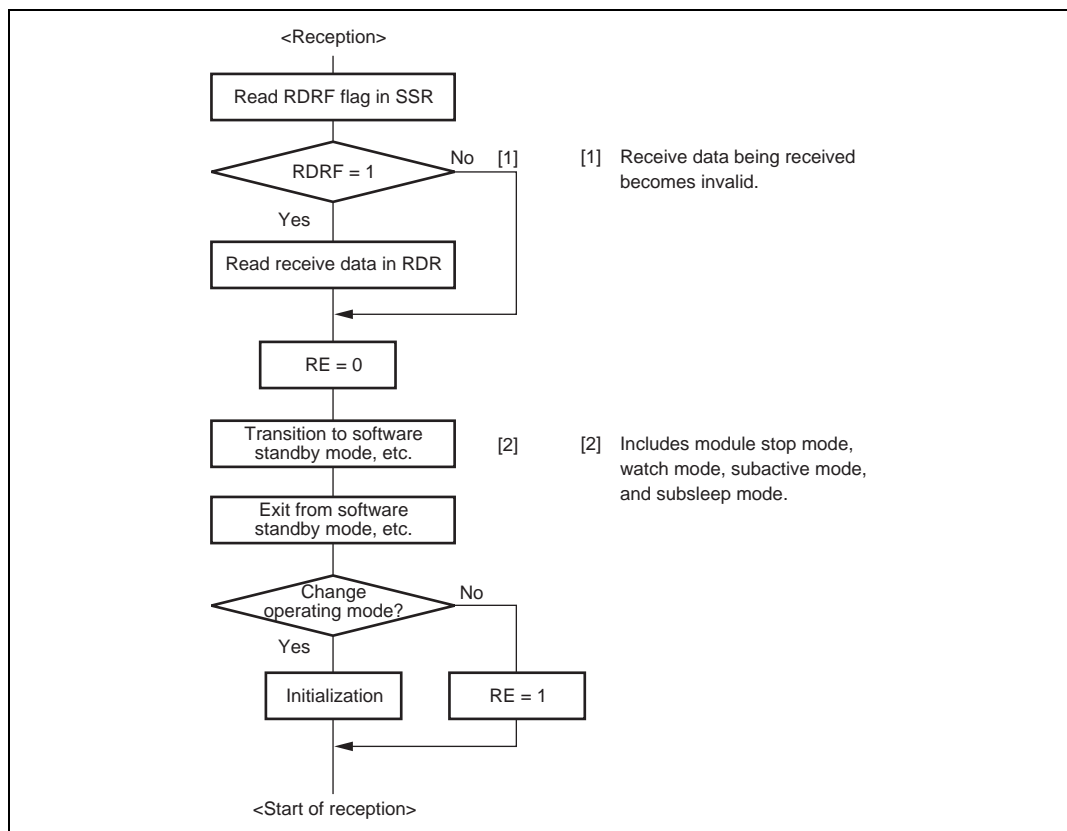 <Reception>
Read RDRF flag in SSR
RDRF = 1
No [1]
[1] Receive data being received
becomes invalid.
Yes
Read receive data in RDR
RE = 0
Transition to software
standby mode, etc.
[2]
[2] Includes module stop mode,
watch mode, subactive mode,
and subsleep mode.
Exit from software
standby mode, etc.
Change
operating mode?
No
Yes
Initialization
RE = 1
<Start of reception>